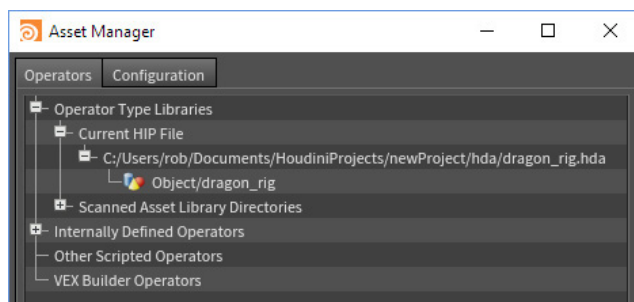 Asset Manager
Operators Configuration
Operator Type Libraries
Current HIP File
C:/Users/rob/Documents/HoudiniProjects/newProject/hda/dragon_rig.hda
Object/dragon_rig
Scanned Asset Library Directories
Internally Defined Operators
Other Scripted Operators
VEX Builder Operators